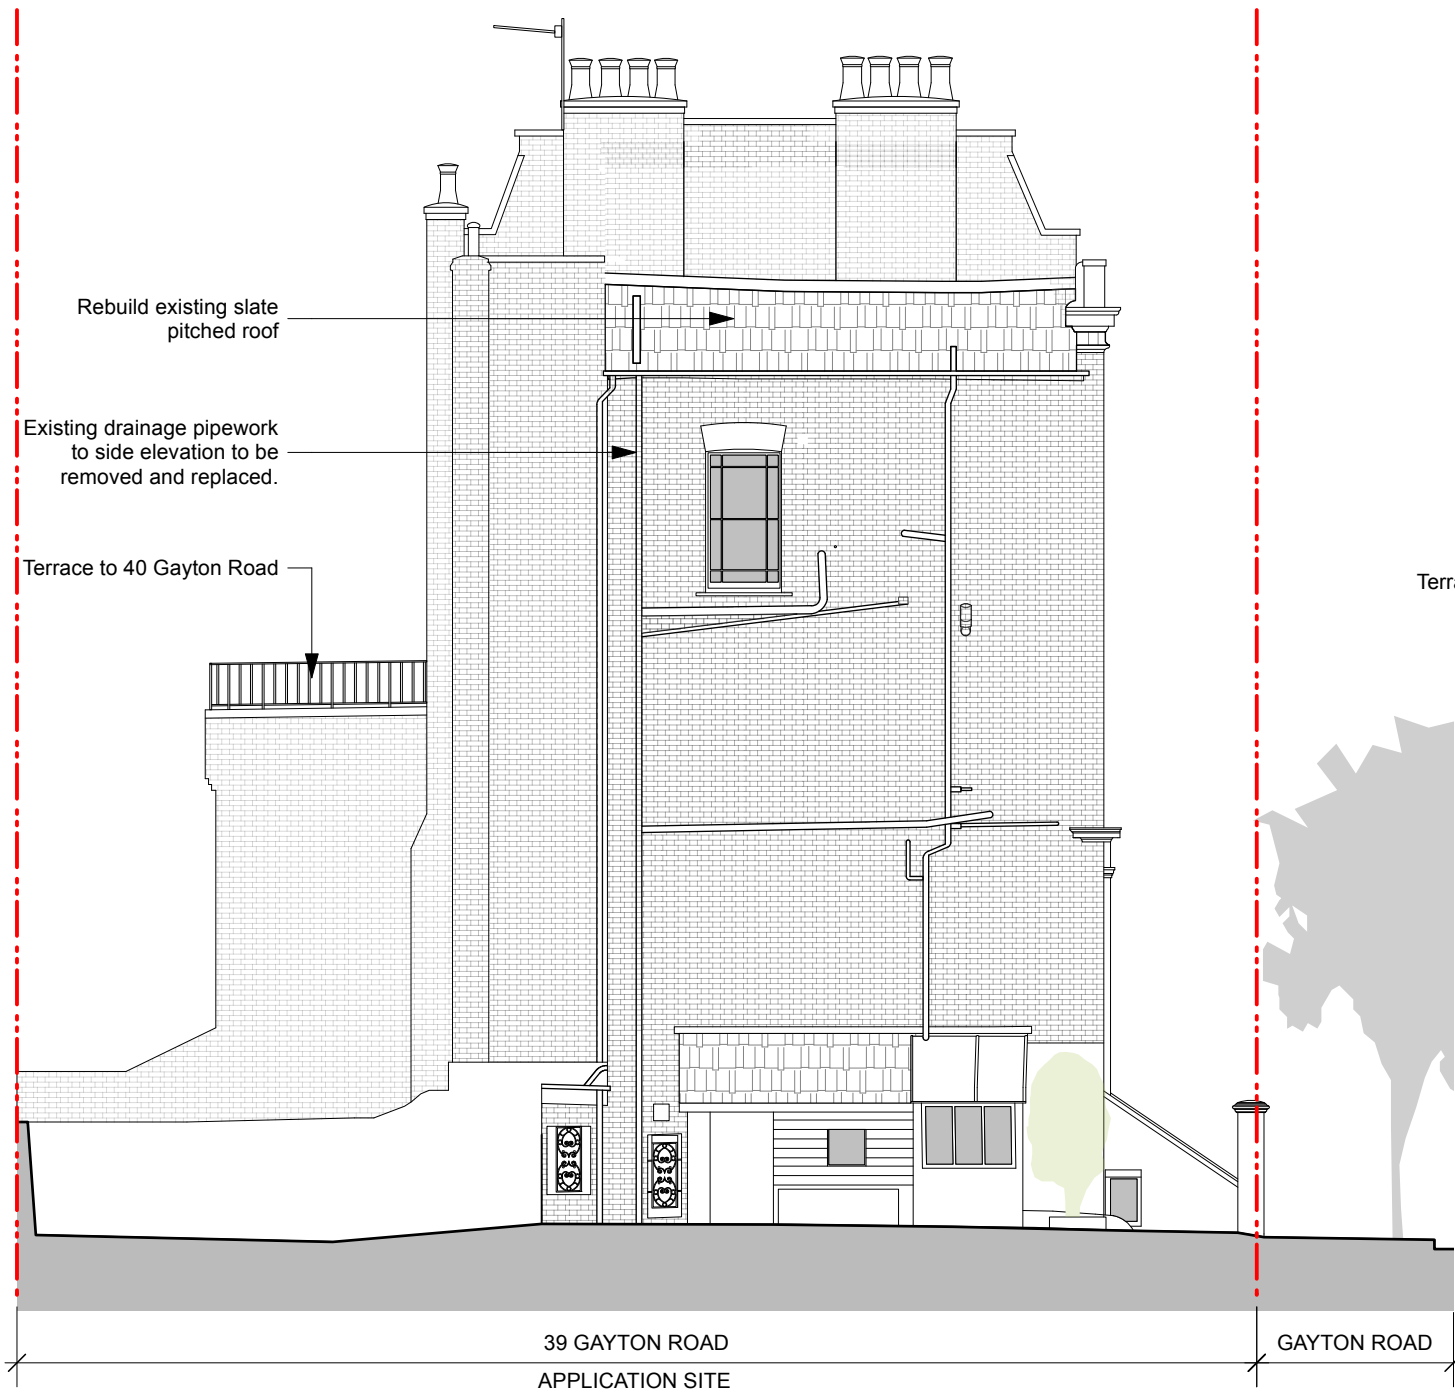 Rebuild existing slate
pitched roof
Existing drainage pipework
to side elevation to be
removed and replaced.
Terrace to 40 Gayton Road
39 GAYTON ROAD
GAYTON ROAD
APPLICATION SITE